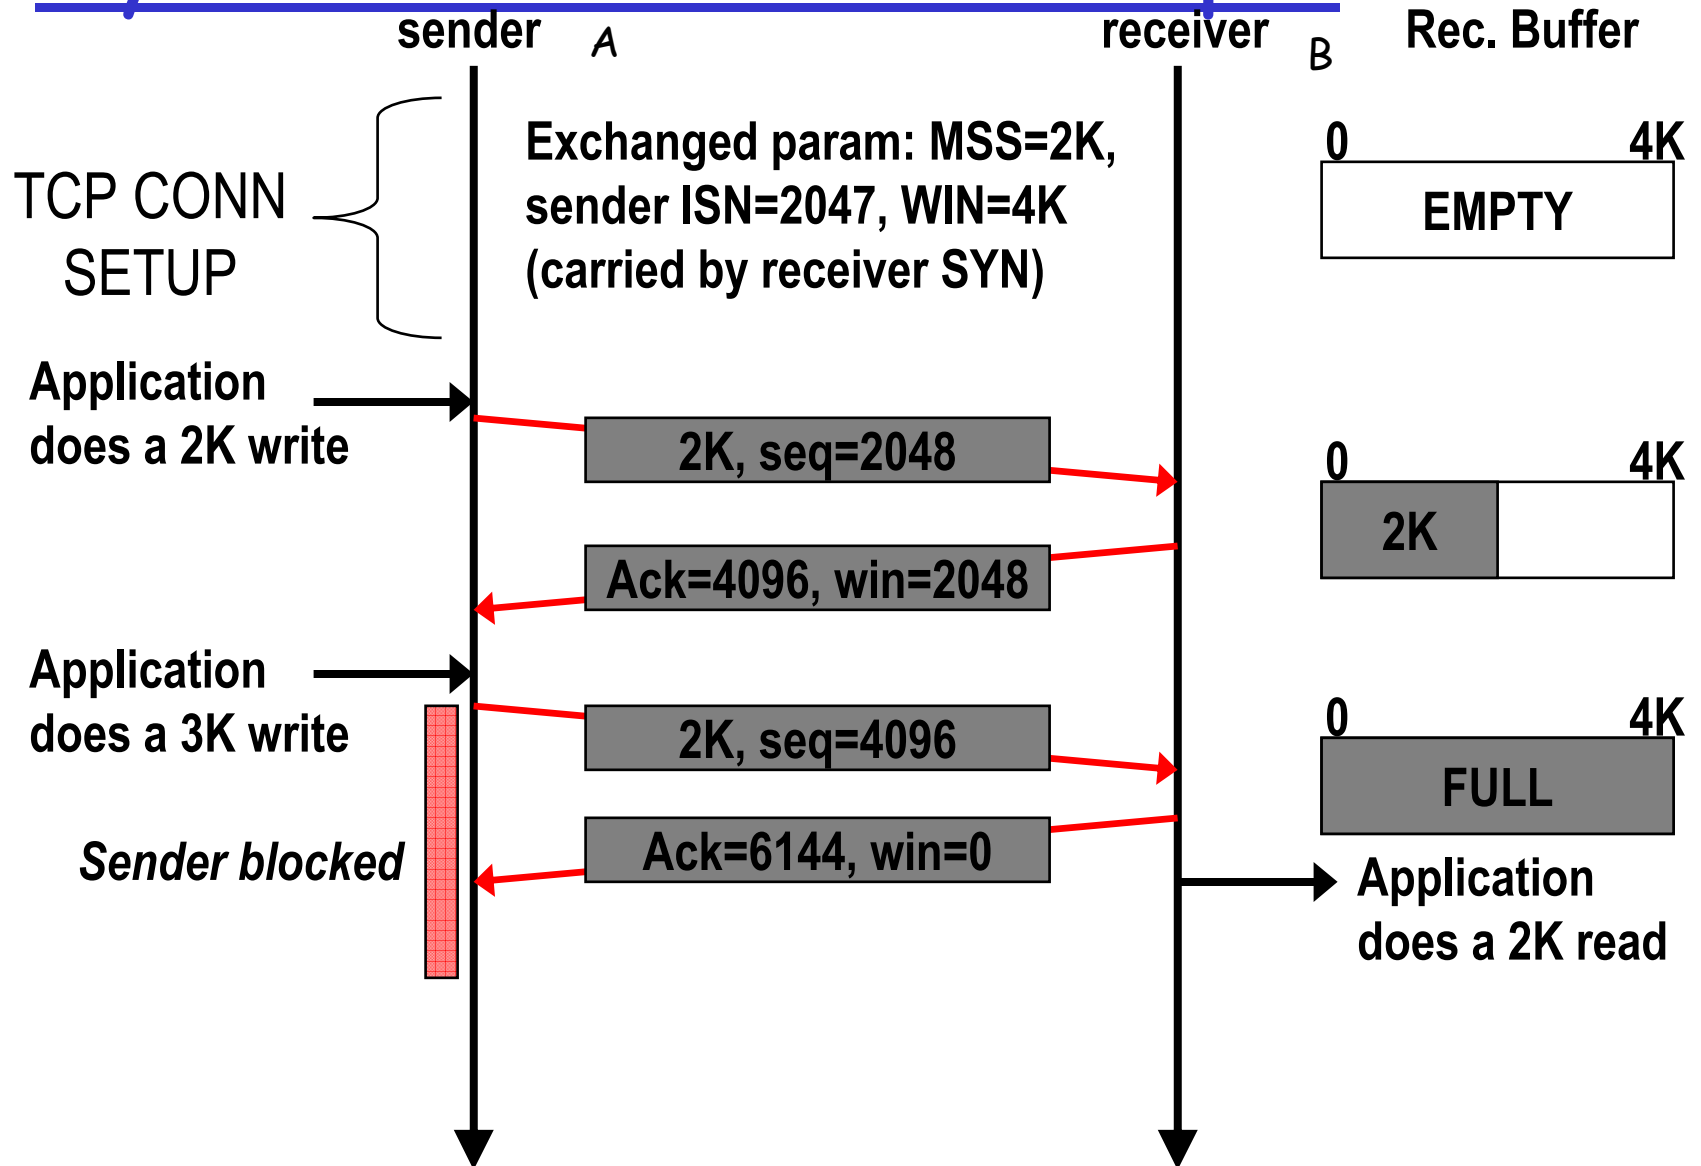 sender A receiver B Rec. Buffer
Exchanged param: MSS=2K,
sender ISN=2047, WIN=4K
(carried by receiver SYN)
TCP CONN
SETUP
0 4K
EMPTY
Application
does a 2K write
2K, seq=2048
0 4K
2K
Ack=4096, win=2048
Application
does a 3K write
2K, seq=4096
0 4K
FULL
Sender blocked
Ack=6144, win=0
Application
does a 2K read